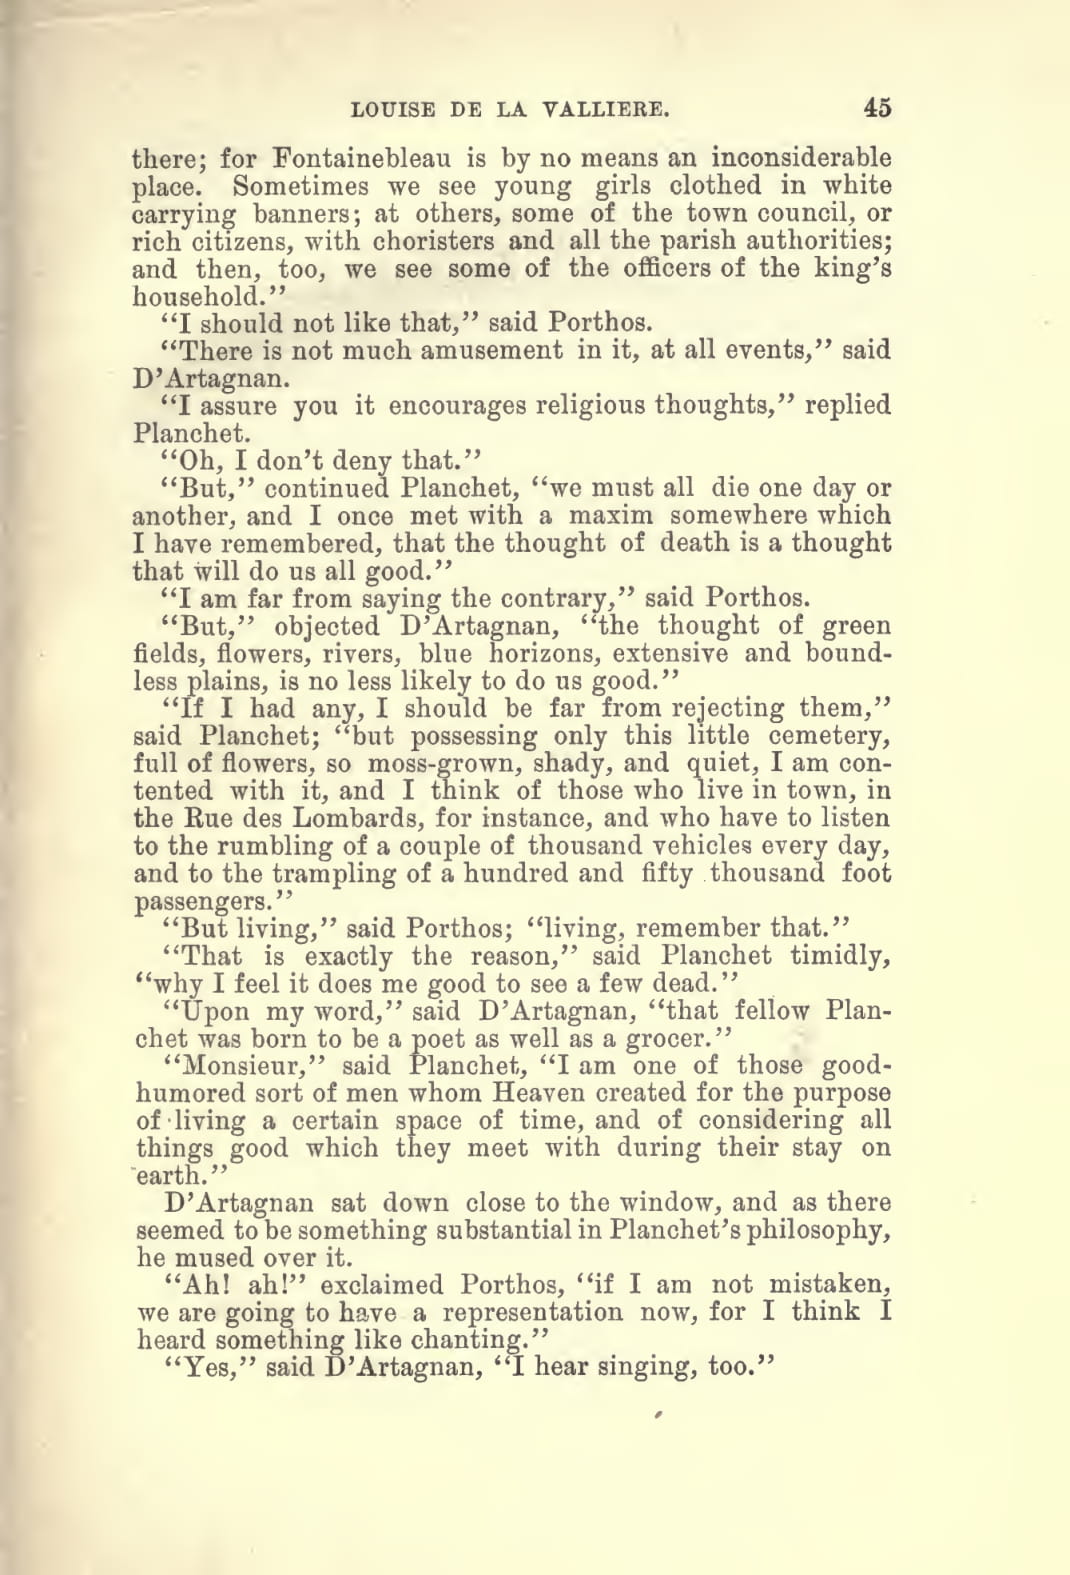 LOUISE DE LA VALLIERE. 45
there; for Fontainebleau is by no means an inconsiderable
place. Sometimes we see young girls clothed in white
carrying banners; at others, some of the town council, or
rich citizens, with choristers and all the parish authorities;
and then, too, we see some of the officers of the king's
household."
"I should not like that," said Porthos.
"There is not much amusement in it, at all events," said
D'Artagnan.
"I assure you it encourages religious thoughts," replied
Planchet.
"Oh, I don't deny that."
"But," continued Planchet, "we must all die one day or
another, and I once met with a maxim somewhere which
I have remembered, that the thought of death is a thought
that will do us all good."
"I am far from saying the contrary," said Porthos.
"But," objected D'Artagnan, "the thought of green
fields, flowers, rivers, blue horizons, extensive and bound-
less plains, is no less likely to do us good."
"If I had any, I should be far from rejecting them,"
said Planchet; "but possessing only this little cemetery,
full of flowers, so moss-grown, shady, and quiet, I am con-
tented with it, and I think of those who live in town, in
the Rue des Lombards, for instance, and who have to listen
to the rumbling of a couple of thousand vehicles every day,
and to the trampling of a hundred and fifty thousand foot
passengers."
"But living," said Porthos; "living, remember that."
"That is exactly the reason," said Planchet timidly,
"why I feel it does me good to see a few dead."
"Upon my word," said D'Artagnan, "that fellow Plan-
chet was born to be a poet as well as a grocer."
"Monsieur," said Planchet, "I am one of those good-
humored sort of men whom Heaven created for the purpose
of living a certain space of time, and of considering all
things good which they meet with during their stay on
earth."
D'Artagnan sat down close to the window, and as there
seemed to be something substantial in Planchet's philosophy,
he mused over it.
"Ah! ah!" exclaimed Porthos, "if I am not mistaken,
we are going to have a representation now, for I think I
heard something like chanting."
"Yes," said D'Artagnan, "I hear singing, too."